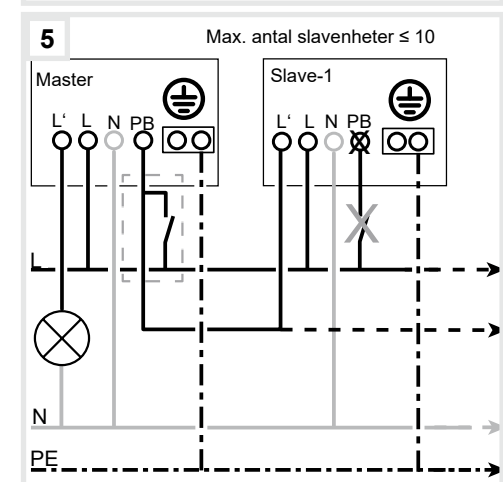 5
Max. antal slavenheter ≤ 10
Master
L‘ L N PB
Slave-1
L‘ L N PB
L
N
PE